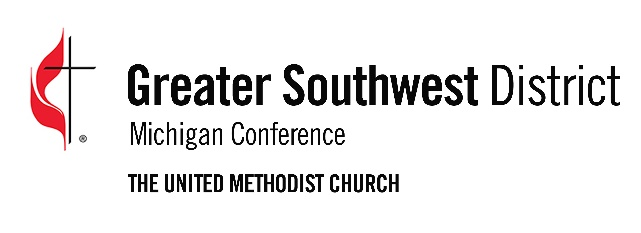 Greater Southwest District
Michigan Conference
®
THE UNITED METHODIST CHURCH